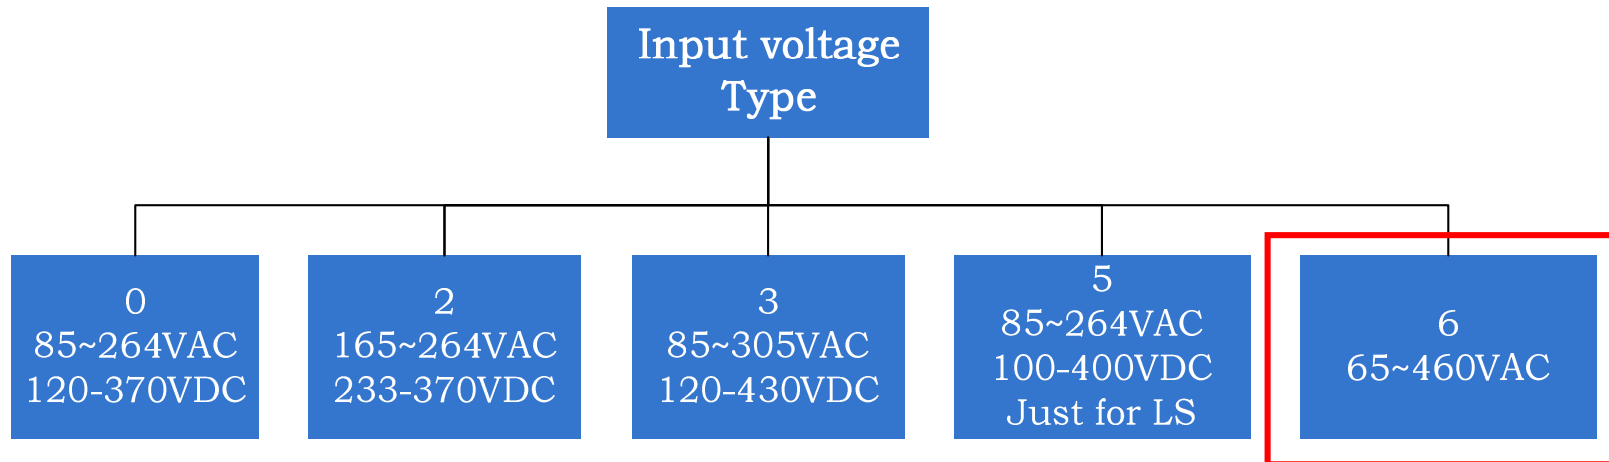 Input voltage
Type
0
85~264VAC
120-370VDC
2
165~264VAC
233-370VDC
3
85~305VAC
120-430VDC
5
85~264VAC
100-400VDC
Just for LS
6
65~460VAC